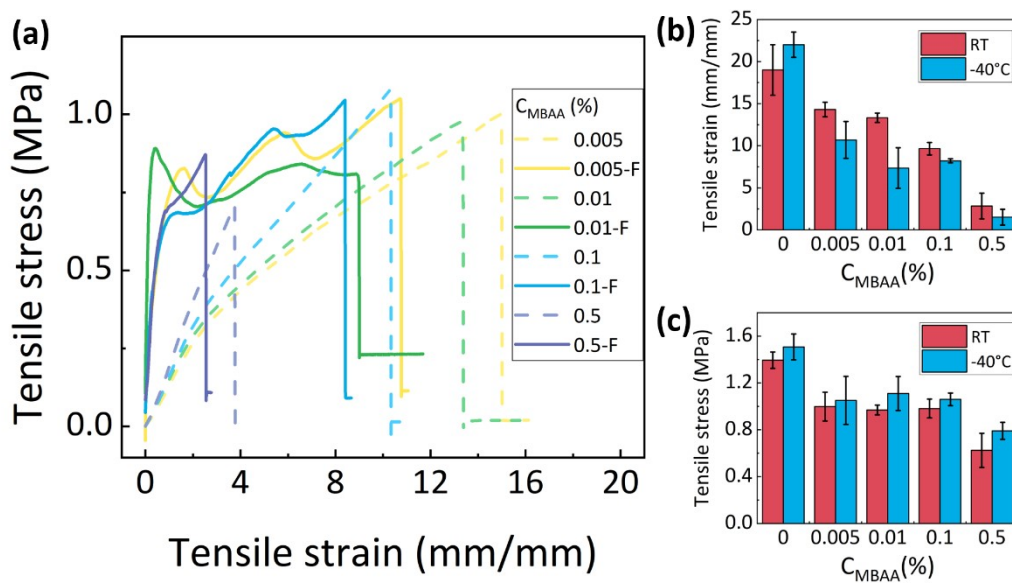 (a)
Tensile stress (MPa)
1.0
0.5
0.0
0 4 8 12 16 20
Tensile strain (mm/mm)
C_MBAA (%)
0.005
0.005-F
0.01
0.01-F
0.1
0.1-F
0.5
0.5-F
(b)
Tensile strain (mm/mm)
25
20
15
10
5
0
RT
-40°C
0 0.005 0.01 0.1 0.5
C_MBAA(%)
(c)
Tensile stress (MPa)
1.6
1.2
0.8
0.4
0.0
RT
-40°C
0 0.005 0.01 0.1 0.5
C_MBAA(%)